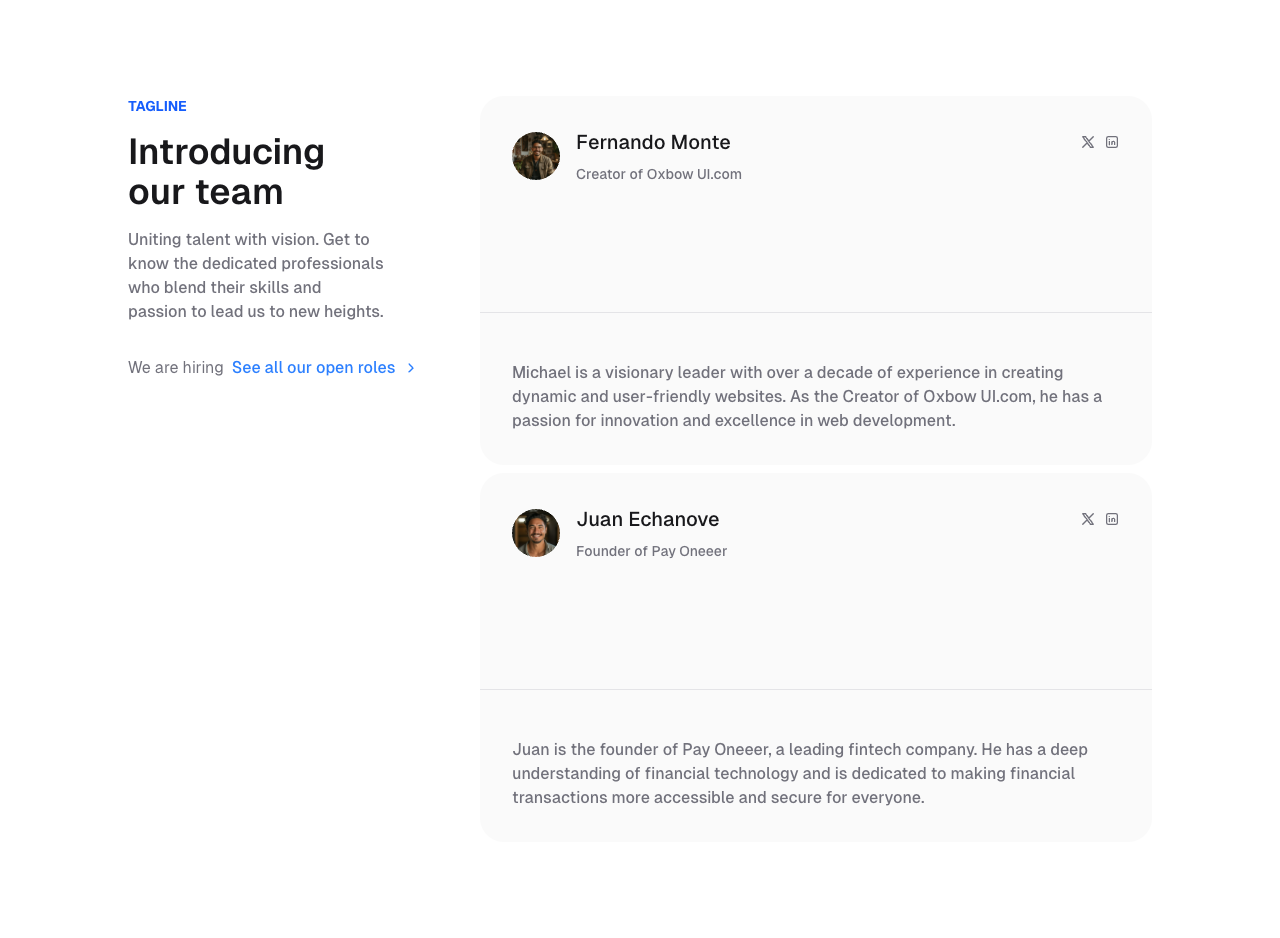 TAGLINE
Introducing
our team
Uniting talent with vision. Get to
know the dedicated professionals
who blend their skills and
passion to lead us to new heights.
We are hiring See all our open roles
Fernando Monte
Creator of Oxbow UI.com
Michael is a visionary leader with over a decade of experience in creating
dynamic and user-friendly websites. As the Creator of Oxbow UI.com, he has a
passion for innovation and excellence in web development.
Juan Echanove
Founder of Pay Oneeer
Juan is the founder of Pay Oneeer, a leading fintech company. He has a deep
understanding of financial technology and is dedicated to making financial
transactions more accessible and secure for everyone.